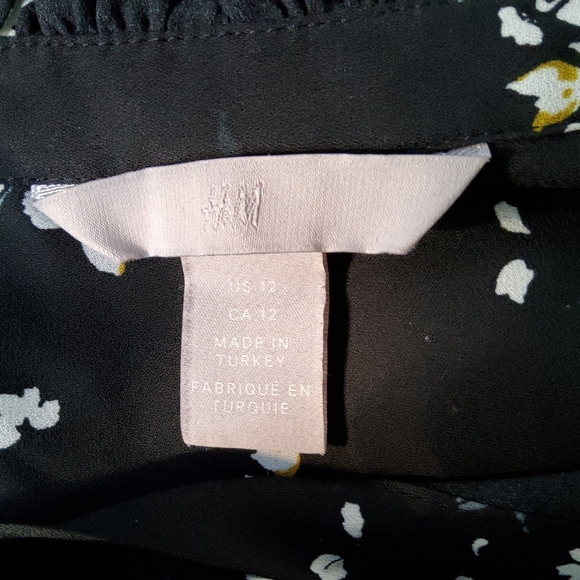 H&M
US 12
CA 12
MADE IN
TURKEY
FABRIQUE EN
TURQUIE